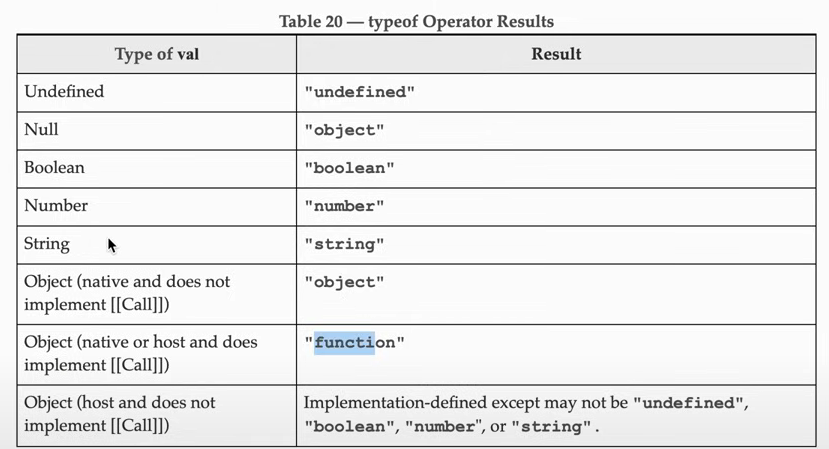 Table 20 — typeof Operator Results
Type of val
Result
Undefined
"undefined"
Null
"object"
Boolean
"boolean"
Number
"number"
String
"string"
Object (native and does not
implement [[Call]])
"object"
Object (native or host and does
implement [[Call]])
"function"
Object (host and does not
implement [[Call]])
Implementation-defined except may not be "undefined",
"boolean", "number", or "string".